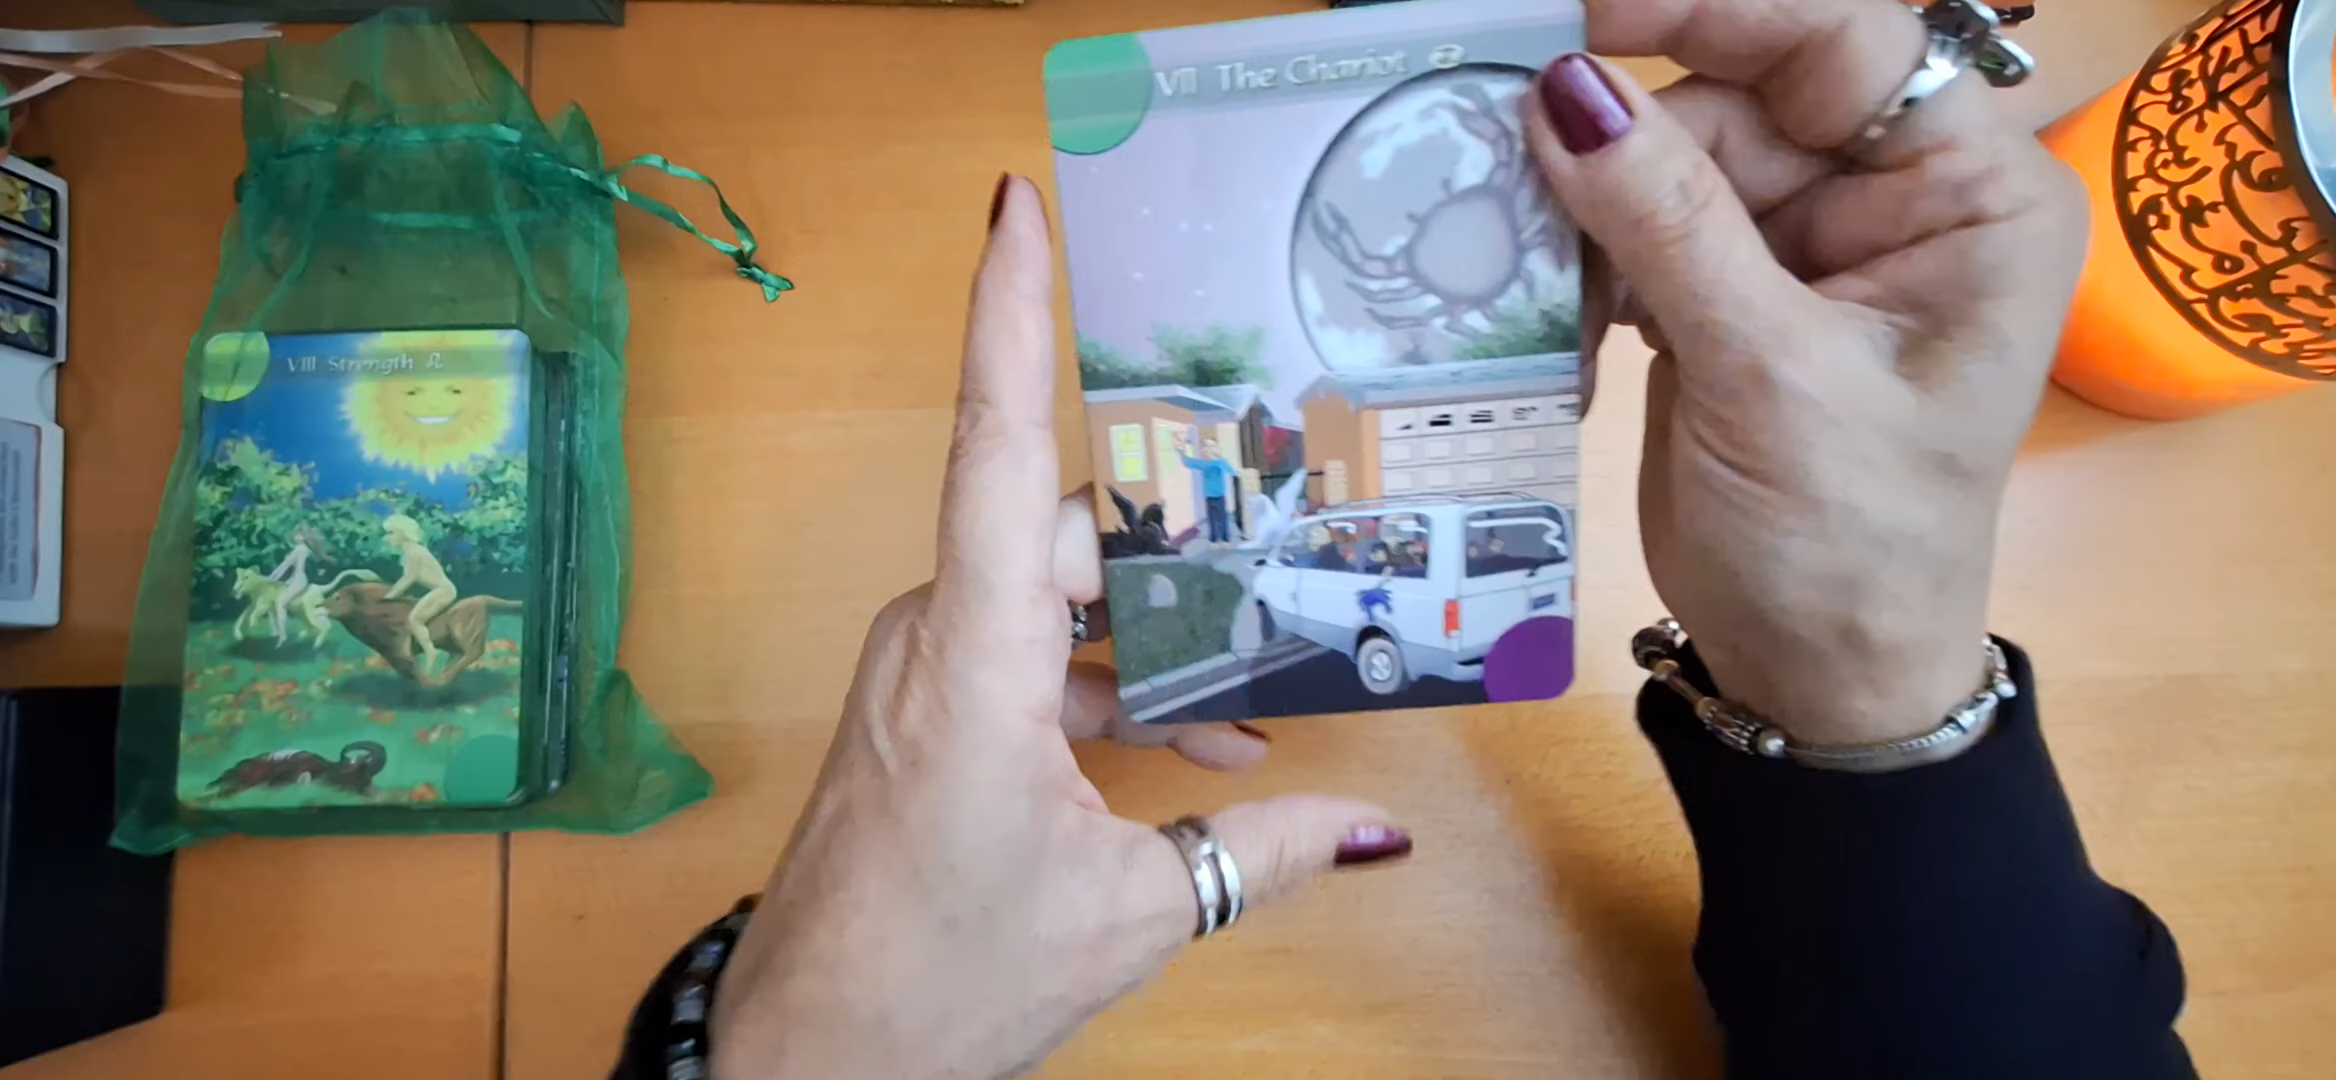 VII The Chariot ♋
VIII Strength ♌